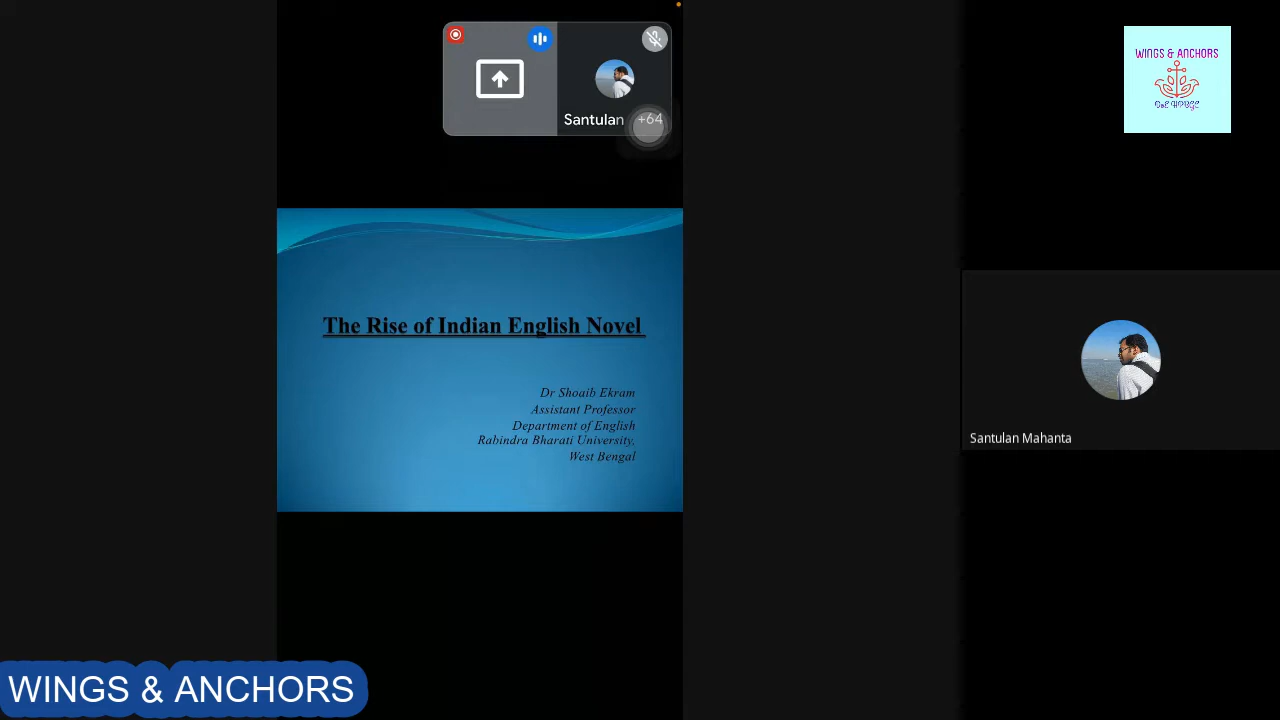 Santulan
+64
WINGS & ANCHORS
The Rise of Indian English Novel
Dr Shoaib Ekram
Assistant Professor
Department of English
Rabindra Bharati University,
West Bengal
Santulan Mahanta
WINGS & ANCHORS